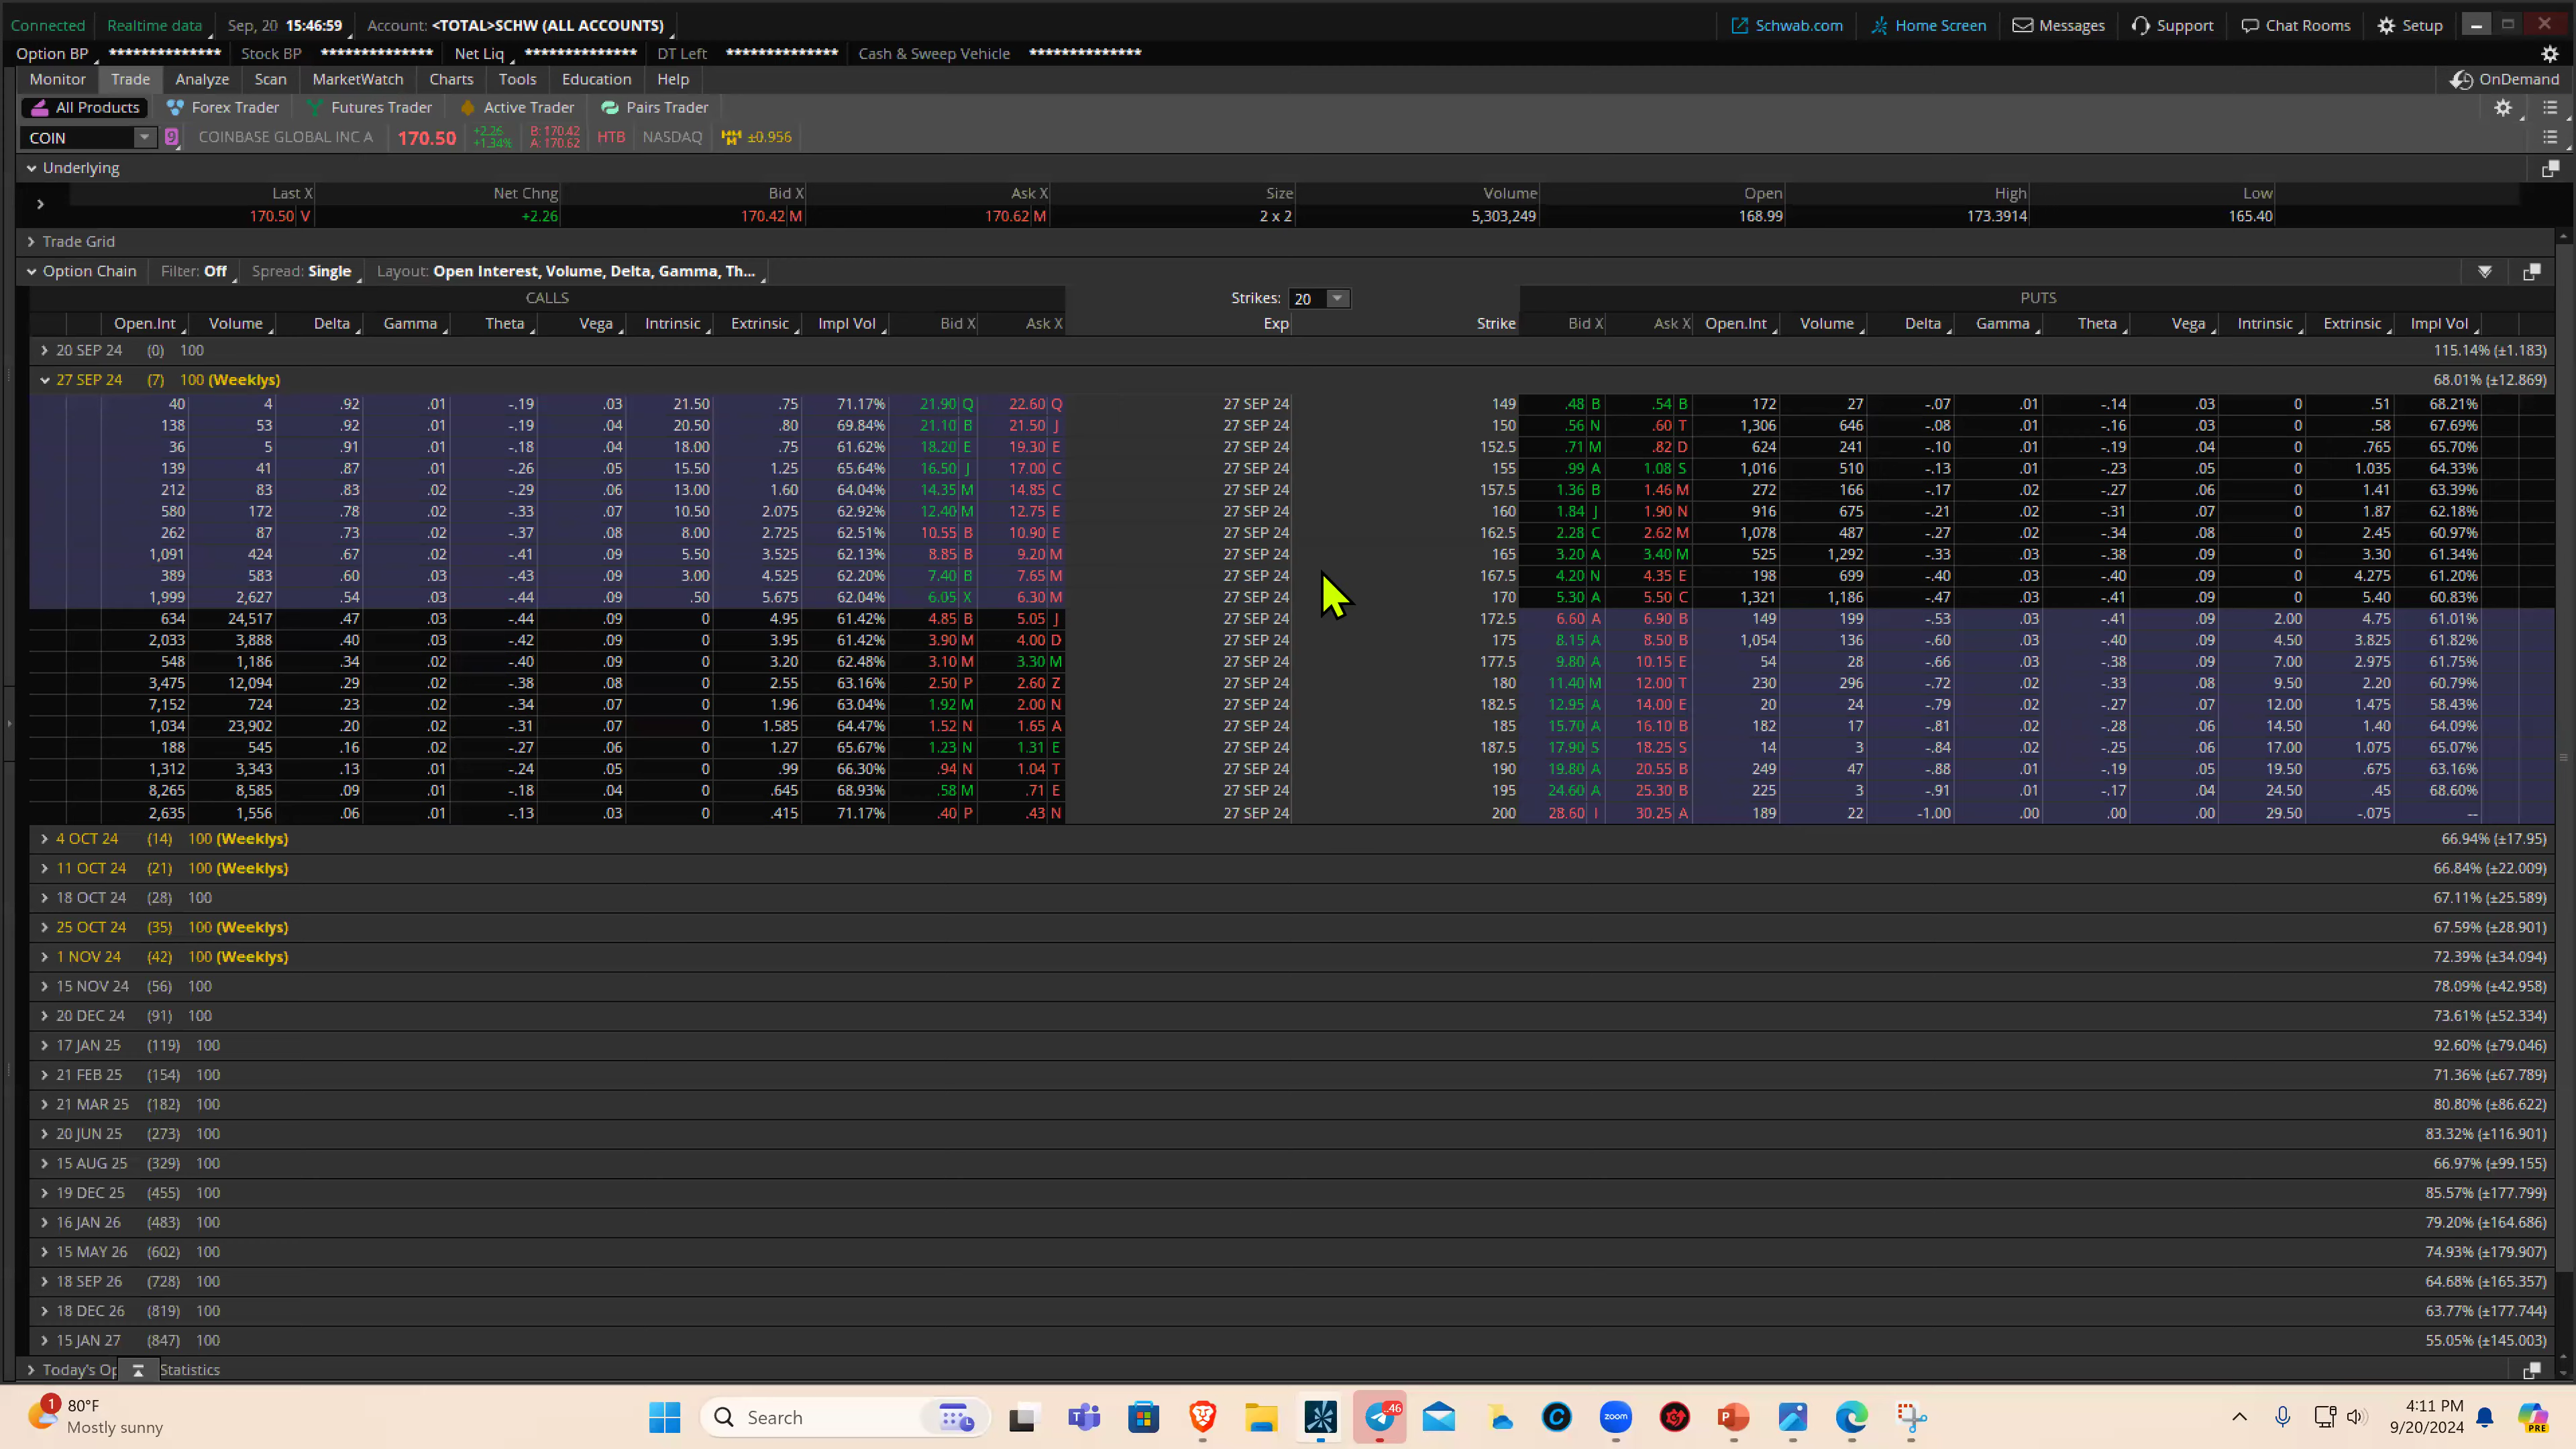 Connected Realtime data Sep, 20 15:46:59 Account: <TOTAL>SCHW (ALL ACCOUNTS) Schwab.com Home Screen Messages Support Chat Rooms Setup
Option BP ************** Stock BP ************** Net Liq ************** DT Left ************** Cash & Sweep Vehicle **************
Monitor Trade Analyze Scan MarketWatch Charts Tools Education Help OnDemand
All Products Forex Trader Futures Trader Active Trader Pairs Trader
COIN 9 COINBASE GLOBAL INC A 170.50 +2.26 +1.34% B: 170.42 A: 170.62 HTB NASDAQ ±0.956
Underlying
Last X Net Chng Bid X Ask X Size Volume Open High Low
170.50 V +2.26 170.42 M 170.62 M 2 x 2 5,303,249 168.99 173.3914 165.40
Trade Grid
Option Chain Filter: Off Spread: Single Layout: Open Interest, Volume, Delta, Gamma, Th...
CALLS Strikes: 20 PUTS
Open.Int Volume Delta Gamma Theta Vega Intrinsic Extrinsic Impl Vol Bid X Ask X Exp Strike Bid X Ask X Open.Int Volume Delta Gamma Theta Vega Intrinsic Extrinsic Impl Vol
20 SEP 24 (0) 100 115.14% (±1.183)
27 SEP 24 (7) 100 (Weeklys) 68.01% (±12.869)
40 4 .92 .01 -.19 .03 21.50 .75 71.17% 21.90 Q 22.60 Q 27 SEP 24 149 .48 B .54 B 172 27 -.07 .01 -.14 .03 0 .51 68.21%
138 53 .92 .01 -.19 .04 20.50 .80 69.84% 21.10 B 21.50 J 27 SEP 24 150 .56 N .60 T 1,306 646 -.08 .01 -.16 .03 0 .58 67.69%
36 5 .91 .01 -.18 .04 18.00 .75 61.62% 18.20 E 19.30 E 27 SEP 24 152.5 .71 M .82 D 624 241 -.10 .01 -.19 .04 0 .765 65.70%
139 41 .87 .01 -.26 .05 15.50 1.25 65.64% 16.50 J 17.00 C 27 SEP 24 155 .99 A 1.08 S 1,016 510 -.13 .01 -.23 .05 0 1.035 64.33%
212 83 .83 .02 -.29 .06 13.00 1.60 64.04% 14.35 M 14.85 C 27 SEP 24 157.5 1.36 B 1.46 M 272 166 -.17 .02 -.27 .06 0 1.41 63.39%
580 172 .78 .02 -.33 .07 10.50 2.075 62.92% 12.40 M 12.75 E 27 SEP 24 160 1.84 J 1.90 N 916 675 -.21 .02 -.31 .07 0 1.87 62.18%
262 87 .73 .02 -.37 .08 8.00 2.725 62.51% 10.55 B 10.90 E 27 SEP 24 162.5 2.28 C 2.62 M 1,078 487 -.27 .02 -.34 .08 0 2.45 60.97%
1,091 424 .67 .02 -.41 .09 5.50 3.525 62.13% 8.85 B 9.20 M 27 SEP 24 165 3.20 A 3.40 M 525 1,292 -.33 .03 -.38 .09 0 3.30 61.34%
389 583 .60 .03 -.43 .09 3.00 4.525 62.20% 7.40 B 7.65 M 27 SEP 24 167.5 4.20 N 4.35 E 198 699 -.40 .03 -.40 .09 0 4.275 61.20%
1,999 2,627 .54 .03 -.44 .09 .50 5.675 62.04% 6.05 X 6.30 M 27 SEP 24 170 5.30 A 5.50 C 1,321 1,186 -.47 .03 -.41 .09 0 5.40 60.83%
634 24,517 .47 .03 -.44 .09 0 4.95 61.42% 4.85 B 5.05 J 27 SEP 24 172.5 6.60 A 6.90 B 149 199 -.53 .03 -.41 .09 2.00 4.75 61.01%
2,033 3,888 .40 .03 -.42 .09 0 3.95 61.42% 3.90 M 4.00 D 27 SEP 24 175 8.15 A 8.50 B 1,054 136 -.60 .03 -.40 .09 4.50 3.825 61.82%
548 1,186 .34 .02 -.40 .09 0 3.20 62.48% 3.10 M 3.30 M 27 SEP 24 177.5 9.80 A 10.15 E 54 28 -.66 .03 -.38 .09 7.00 2.975 61.75%
3,475 12,094 .29 .02 -.38 .08 0 2.55 63.16% 2.50 P 2.60 Z 27 SEP 24 180 11.40 M 12.00 T 230 296 -.72 .02 -.33 .08 9.50 2.20 60.79%
7,152 724 .23 .02 -.34 .07 0 1.96 63.04% 1.92 M 2.00 N 27 SEP 24 182.5 12.95 A 14.00 E 20 24 -.79 .02 -.27 .07 12.00 1.475 58.43%
1,034 23,902 .20 .02 -.31 .07 0 1.585 64.47% 1.52 N 1.65 A 27 SEP 24 185 15.70 A 16.10 B 182 17 -.81 .02 -.28 .06 14.50 1.40 64.09%
188 545 .16 .02 -.27 .06 0 1.27 65.67% 1.23 N 1.31 E 27 SEP 24 187.5 17.90 S 18.25 S 14 3 -.84 .02 -.25 .06 17.00 1.075 65.07%
1,312 3,343 .13 .01 -.24 .05 0 .99 66.30% .94 N 1.04 T 27 SEP 24 190 19.80 A 20.55 B 249 47 -.88 .01 -.19 .05 19.50 .675 63.16%
8,265 8,585 .09 .01 -.18 .04 0 .645 68.93% .58 M .71 E 27 SEP 24 195 24.60 A 25.30 B 225 3 -.91 .01 -.17 .04 24.50 .45 68.60%
2,635 1,556 .06 .01 -.13 .03 0 .415 71.17% .40 P .43 N 27 SEP 24 200 28.60 I 30.25 A 189 22 -1.00 .00 .00 .00 29.50 -.075 --
4 OCT 24 (14) 100 (Weeklys) 66.94% (±17.95)
11 OCT 24 (21) 100 (Weeklys) 66.84% (±22.009)
18 OCT 24 (28) 100 67.11% (±25.589)
25 OCT 24 (35) 100 (Weeklys) 67.59% (±28.901)
1 NOV 24 (42) 100 (Weeklys) 72.39% (±34.094)
15 NOV 24 (56) 100 78.09% (±42.958)
20 DEC 24 (91) 100 73.61% (±52.334)
17 JAN 25 (119) 100 92.60% (±79.046)
21 FEB 25 (154) 100 71.36% (±67.789)
21 MAR 25 (182) 100 80.80% (±86.622)
20 JUN 25 (273) 100 83.32% (±116.901)
15 AUG 25 (329) 100 66.97% (±99.155)
19 DEC 25 (455) 100 85.57% (±177.799)
16 JAN 26 (483) 100 79.20% (±164.686)
15 MAY 26 (602) 100 74.93% (±179.907)
18 SEP 26 (728) 100 64.68% (±165.357)
18 DEC 26 (819) 100 63.77% (±177.744)
15 JAN 27 (847) 100 55.05% (±145.003)
Today's Op Statistics
1 80°F Search .46 zoom 4:11 PM
Mostly sunny 9/20/2024 PRE